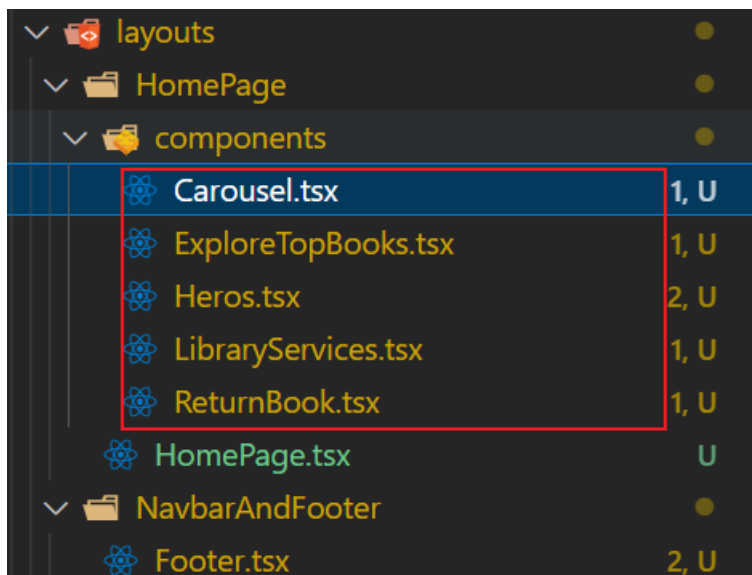 layouts
HomePage
components
Carousel.tsx 1, U
ExploreTopBooks.tsx 1, U
Heros.tsx 2, U
LibraryServices.tsx 1, U
ReturnBook.tsx 1, U
HomePage.tsx U
NavbarAndFooter
Footer.tsx 2, U